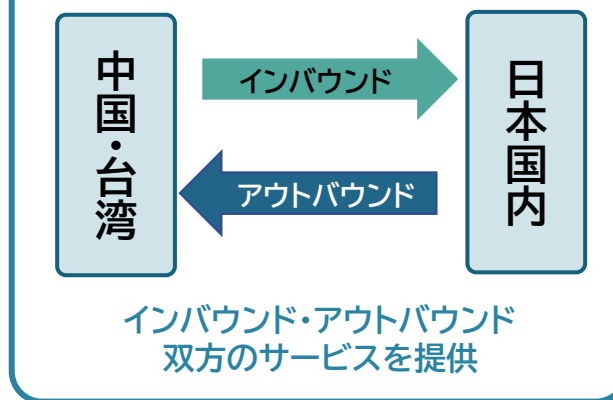 中国・台湾
インバウンド
アウトバウンド
日本国内
インバウンド・アウトバウンド
双方のサービスを提供